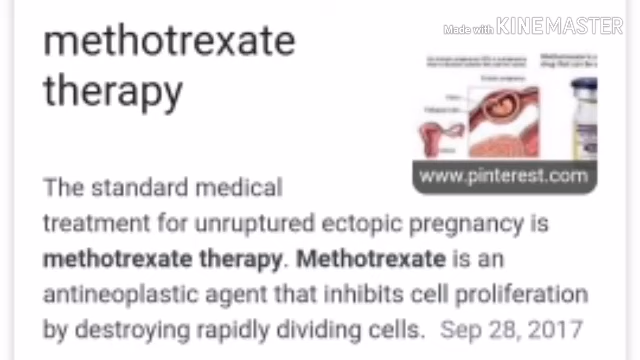 Made with KINEMASTER
methotrexate
therapy
www.pinterest.com
The standard medical
treatment for unruptured ectopic pregnancy is
methotrexate therapy. Methotrexate is an
antineoplastic agent that inhibits cell proliferation
by destroying rapidly dividing cells. Sep 28, 2017